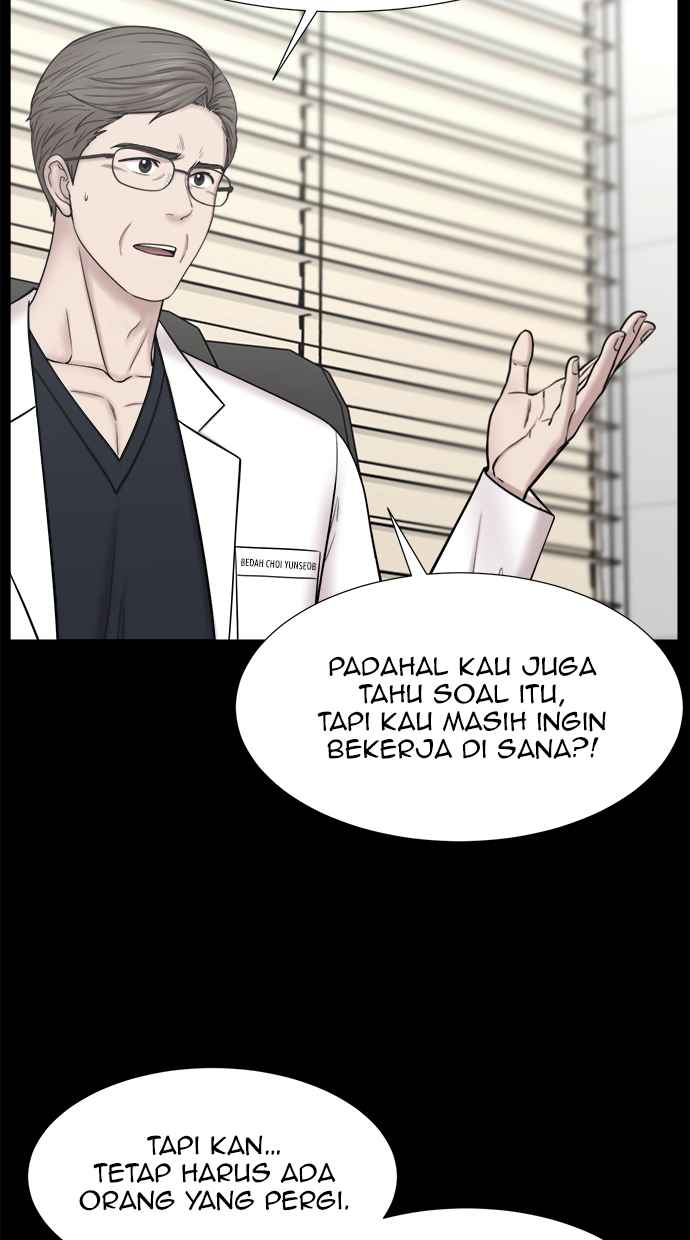 BEDAH CHOI YUNSEOB
PADAHAL KAU JUGA
TAHU SOAL ITU,
TAPI KAU MASIH INGIN
BEKERJA DI SANA?!
TAPI KAN...
TETAP HARUS ADA
ORANG YANG PERGI.